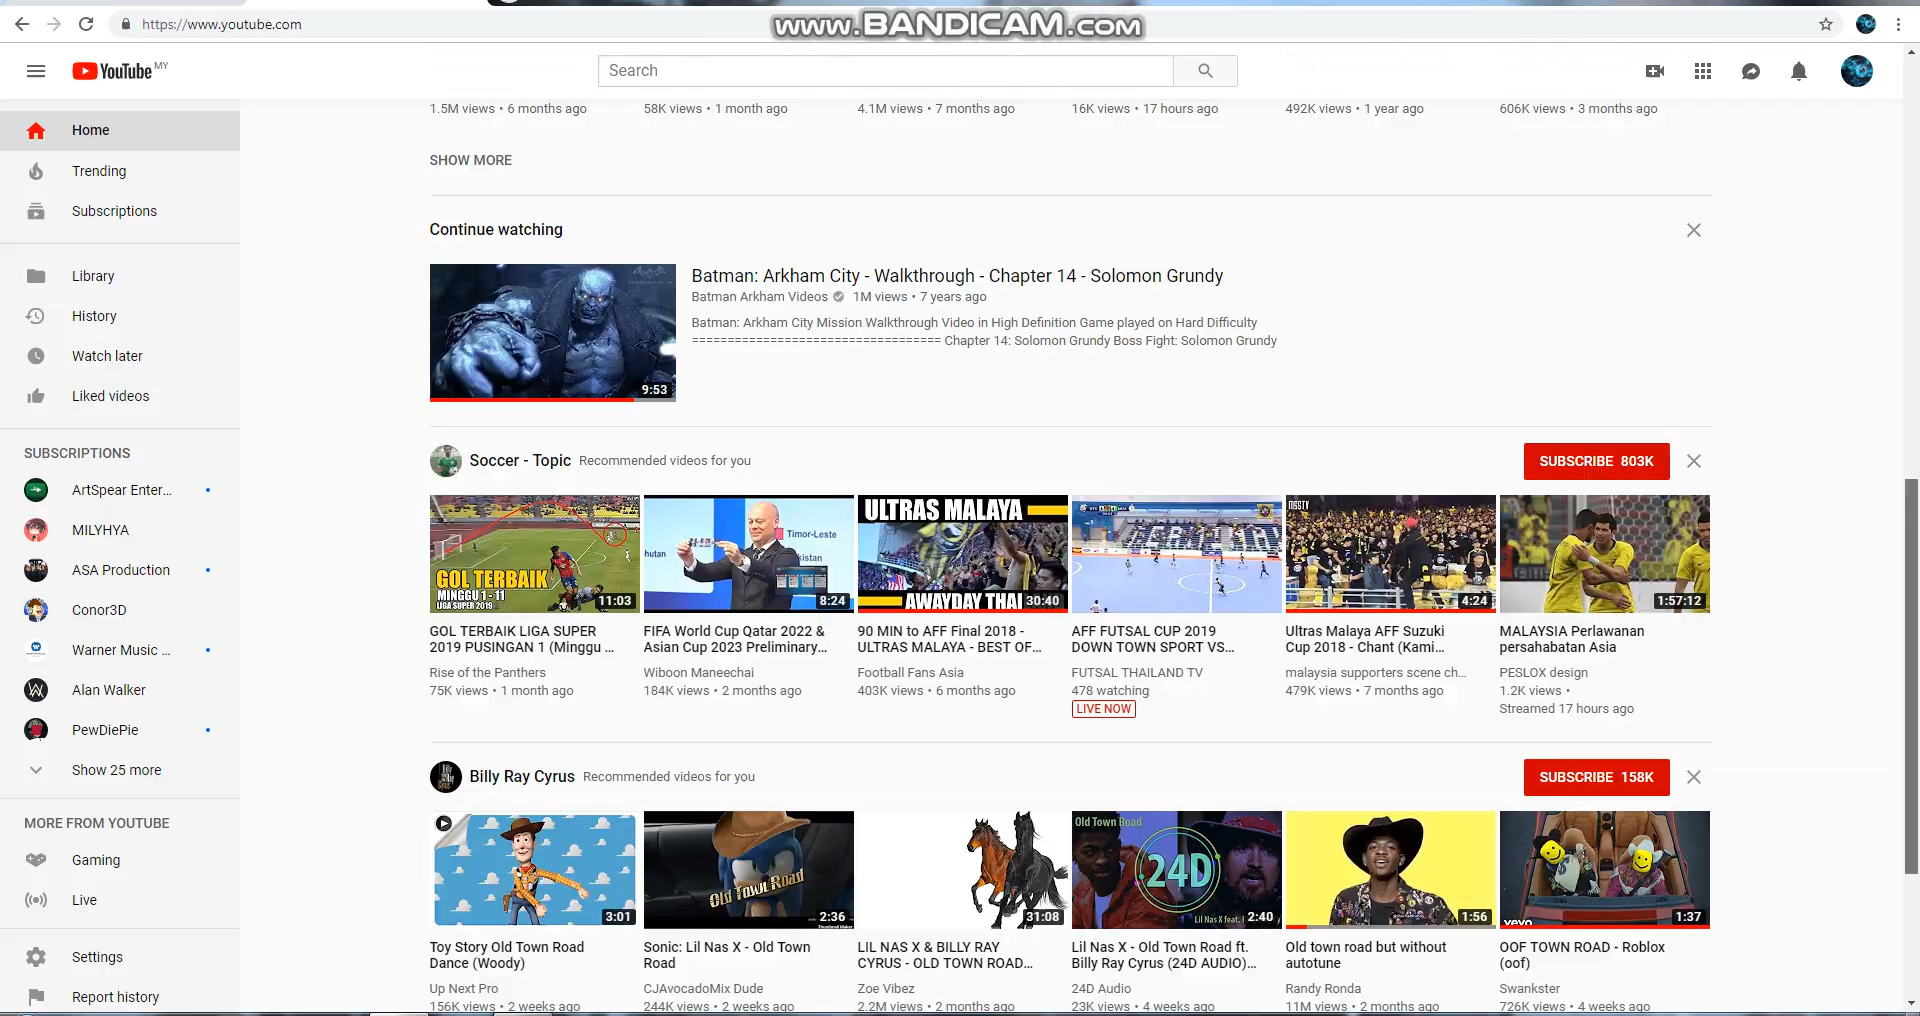 https://www.youtube.com
www.BANDICAM.com
YouTube MY
Search
1.5M views • 6 months ago
58K views • 1 month ago
4.1M views • 7 months ago
16K views • 17 hours ago
492K views • 1 year ago
606K views • 3 months ago
Home
Trending
Subscriptions
Library
History
Watch later
Liked videos
SUBSCRIPTIONS
ArtSpear Enter...
MILYHYA
ASA Production
Conor3D
Warner Music ...
Alan Walker
PewDiePie
Show 25 more
MORE FROM YOUTUBE
Gaming
Live
Settings
Report history
SHOW MORE
Continue watching
9:53
Batman: Arkham City - Walkthrough - Chapter 14 - Solomon Grundy
Batman Arkham Videos 1M views • 7 years ago
Batman: Arkham City Mission Walkthrough Video in High Definition Game played on Hard Difficulty
=================================== Chapter 14: Solomon Grundy Boss Fight: Solomon Grundy
Soccer - Topic Recommended videos for you
SUBSCRIBE 803K
GOL TERBAIK
MINGGU 1 - 11
LIGA SUPER 2019
11:03
GOL TERBAIK LIGA SUPER
2019 PUSINGAN 1 (Minggu ...
Rise of the Panthers
75K views • 1 month ago
Timor-Leste
hutan
kistan
8:24
FIFA World Cup Qatar 2022 &
Asian Cup 2023 Preliminary...
Wiboon Maneechai
184K views • 2 months ago
ULTRAS MALAYA
AWAYDAY THAI
30:40
90 MIN to AFF Final 2018 -
ULTRAS MALAYA - BEST OF...
Football Fans Asia
403K views • 6 months ago
AFF FUTSAL CUP 2019
DOWN TOWN SPORT VS...
FUTSAL THAILAND TV
478 watching
LIVE NOW
MSSTV
4:24
Ultras Malaya AFF Suzuki
Cup 2018 - Chant (Kami...
malaysia supporters scene ch...
479K views • 7 months ago
1:57:12
MALAYSIA Perlawanan
persahabatan Asia
PESLOX design
1.2K views •
Streamed 17 hours ago
Billy Ray Cyrus Recommended videos for you
SUBSCRIBE 158K
3:01
Toy Story Old Town Road
Dance (Woody)
Up Next Pro
156K views • 2 weeks ago
Old Town Road
2:36
Sonic: Lil Nas X - Old Town
Road
CJAvocadoMix Dude
244K views • 2 weeks ago
31:08
LIL NAS X & BILLY RAY
CYRUS - OLD TOWN ROAD...
Zoe Vibez
2.2M views • 2 months ago
Old Town Road
24D
Lil Nas X feat.
2:40
Lil Nas X - Old Town Road ft.
Billy Ray Cyrus (24D AUDIO)...
24D Audio
23K views • 4 weeks ago
1:56
Old town road but without
autotune
Randy Ronda
11M views • 2 months ago
vevo
1:37
OOF TOWN ROAD - Roblox
(oof)
Swankster
726K views • 4 weeks ago